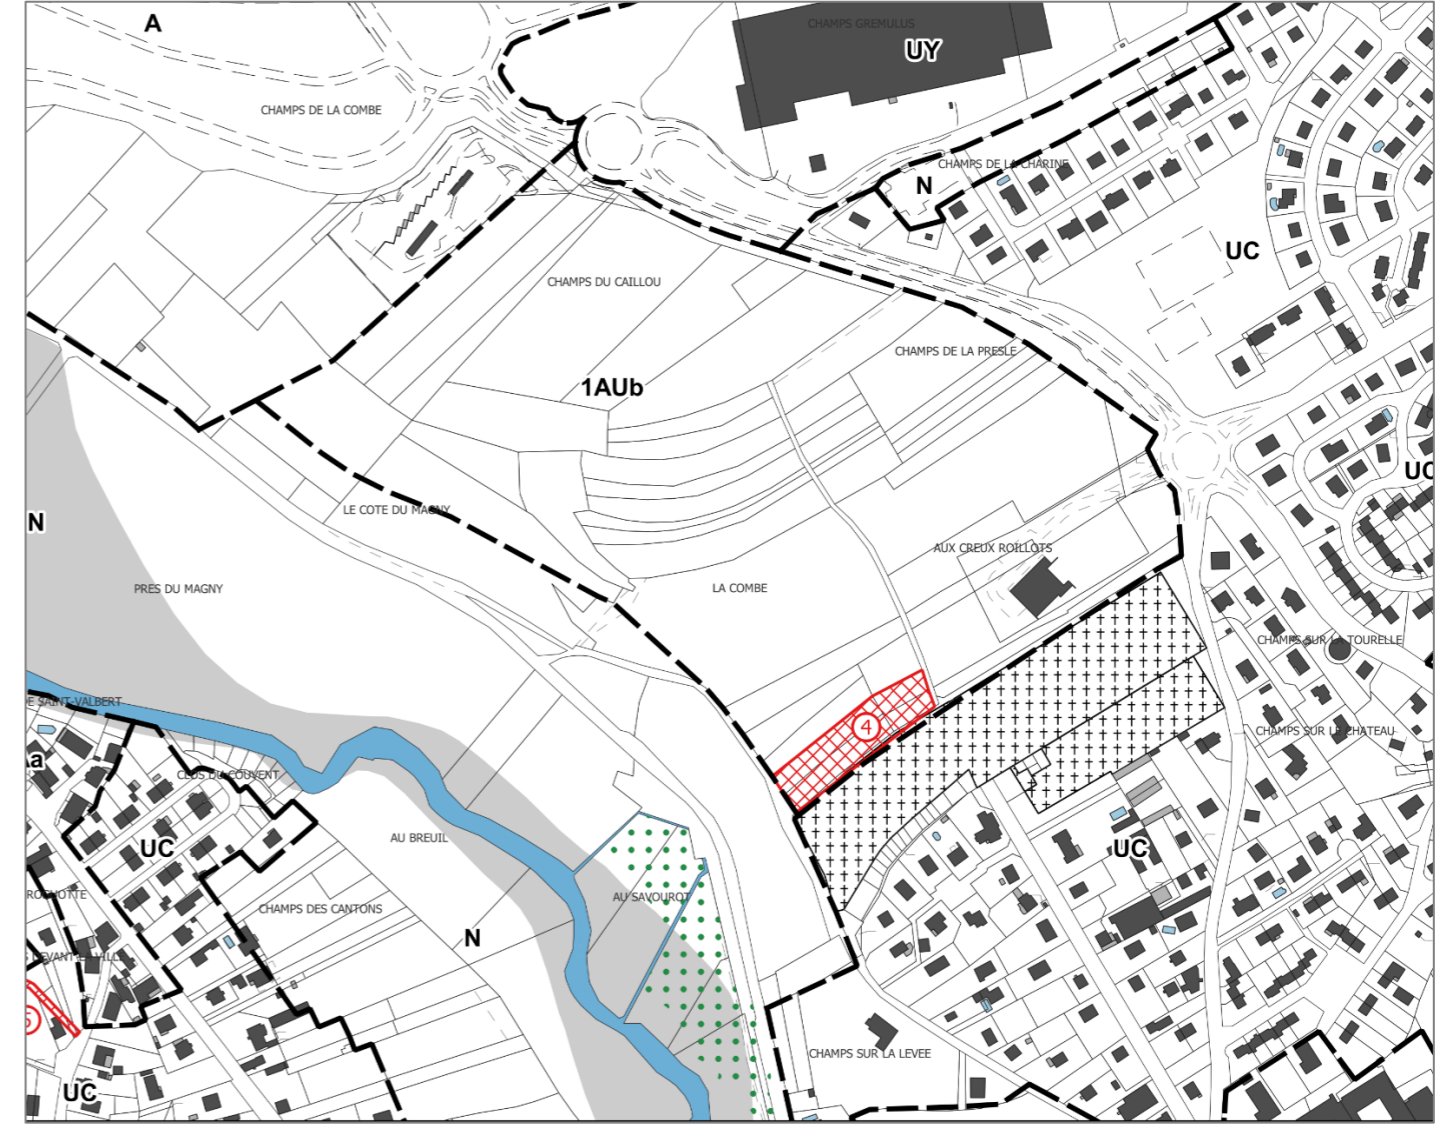 CHAMPS GREMULUS
A
UY
CHAMPS DE LA COMBE
CHAMPS DE LA CHARINE
N
UC
CHAMPS DU CAILLOU
CHAMPS DE LA PRESLE
1AUb
UC
LE COTE DU MAGNY
N
AUX CREUX ROILLOTS
PRES DU MAGNY
LA COMBE
CHAMPS SUR LA TOURELLE
E SAINT-VALBERT
4
CHAMPS SUR LE CHATEAU
a
CLOS DU COUVENT
AU BREUIL
UC
UC
AU SAVOUROT
CHAMPS DES CANTONS
N
DEVANT LA VILLE
CHAMPS SUR LA LEVEE
UC